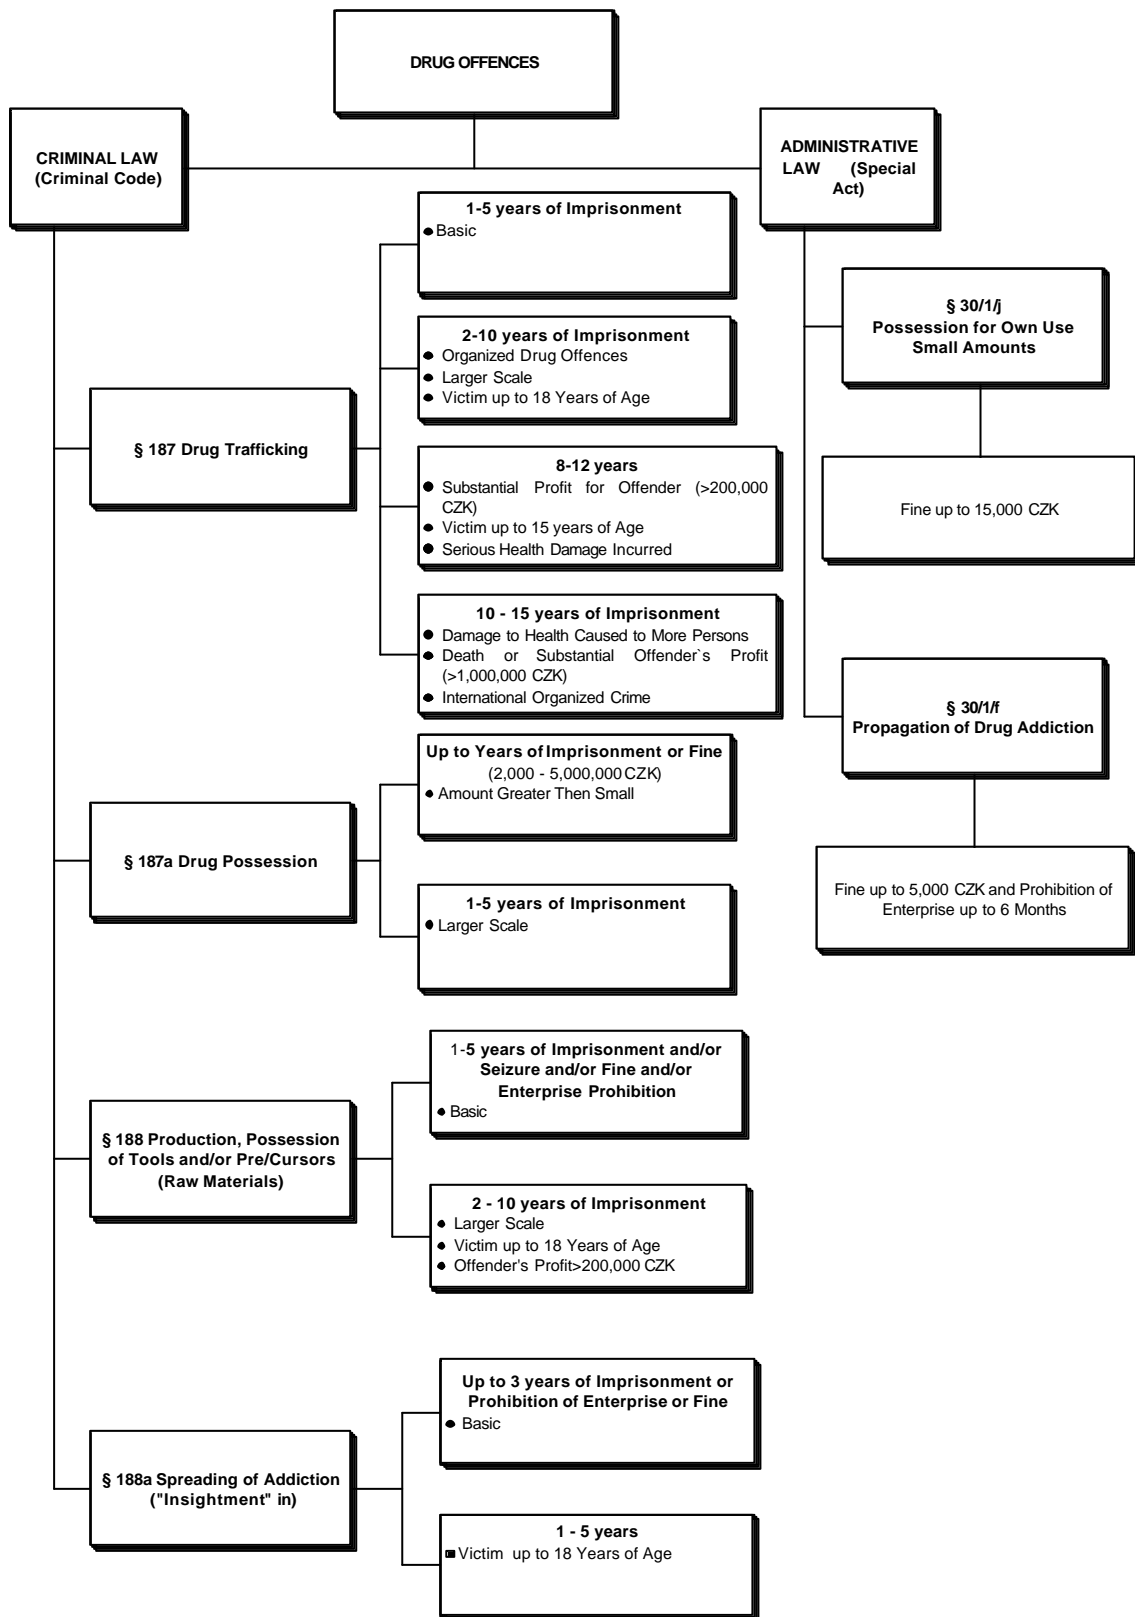 DRUG OFFENCES
CRIMINAL LAW
(Criminal Code)
ADMINISTRATIVE
LAW (Special
Act)
1-5 years of Imprisonment
● Basic
2-10 years of Imprisonment
● Organized Drug Offences
● Larger Scale
● Victim up to 18 Years of Age
§ 187 Drug Trafficking
8-12 years
● Substantial Profit for Offender (>200,000
CZK)
● Victim up to 15 years of Age
● Serious Health Damage Incurred
10 - 15 years of Imprisonment
● Damage to Health Caused to More Persons
● Death or Substantial Offender`s Profit
(>1,000,000 CZK)
● International Organized Crime
§ 30/1/j
Possession for Own Use
Small Amounts
Fine up to 15,000 CZK
§ 30/1/f
Propagation of Drug Addiction
Fine up to 5,000 CZK and Prohibition of
Enterprise up to 6 Months
§ 187a Drug Possession
Up to Years of Imprisonment or Fine
(2,000 - 5,000,000 CZK)
● Amount Greater Then Small
1-5 years of Imprisonment
● Larger Scale
§ 188 Production, Possession
of Tools and/or Pre/Cursors
(Raw Materials)
1-5 years of Imprisonment and/or
Seizure and/or Fine and/or
Enterprise Prohibition
● Basic
2 - 10 years of Imprisonment
● Larger Scale
● Victim up to 18 Years of Age
● Offender's Profit>200,000 CZK
§ 188a Spreading of Addiction
("Insightment" in)
Up to 3 years of Imprisonment or
Prohibition of Enterprise or Fine
● Basic
1 - 5 years
■ Victim up to 18 Years of Age